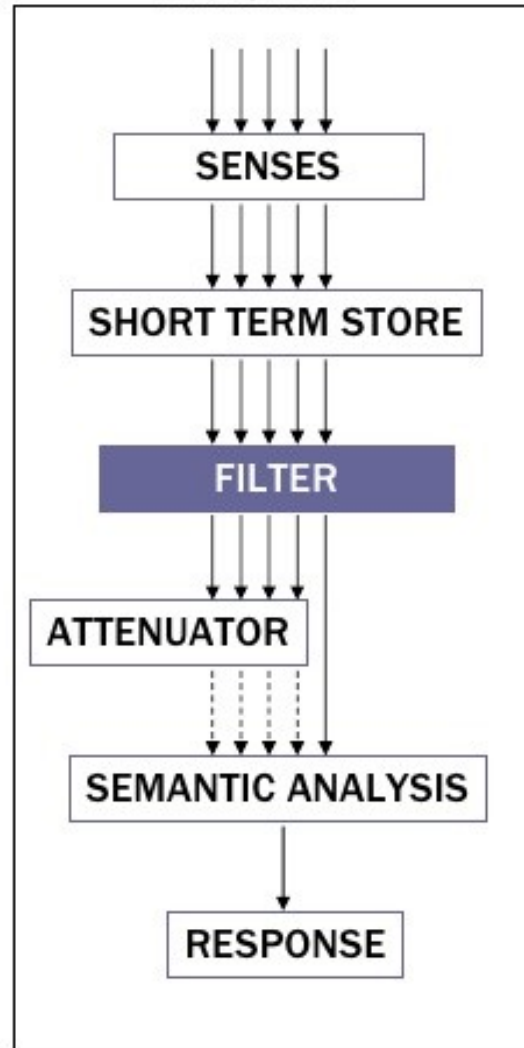 SENSES
SHORT TERM STORE
FILTER
ATTENUATOR
SEMANTIC ANALYSIS
RESPONSE